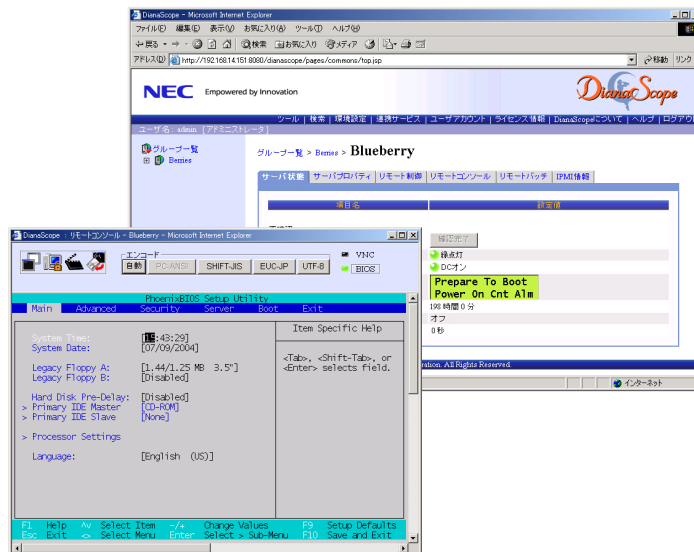 DianaScope - Microsoft Internet Explorer
ファイル(F) 編集(E) 表示(V) お気に入り(A) ツール(T) ヘルプ(H)
戻る 検索 お気に入り メディア
アドレス(D) http://192.168.14.151:8080/dianascope/pages/commons/top.jsp 移動 リンク
NEC Empowered by Innovation DianaScope
ツール | 検索 | 環境設定 | 連携サービス | ユーザアカウント | ライセンス情報 | DianaScopeについて | ヘルプ | ログアウ
ユーザ名: admin [アドミニストレータ]
グループ一覧
Berries
グループ一覧 > Berries > Blueberry
サーバ状態 サーバプロパティ リモート制御 リモートコンソール リモートバッチ IPMI情報
項目名 設定値
確認完了
緑点灯
DCオン
Prepare To Boot
Power On Cnt Alm
198 時間 0 分
オフ
0 秒
ration. All Rights Reserved.
インターネット
DianaScope : リモートコンソール - Blueberry - Microsoft Internet Explorer
エンコード
自動 PC-ANSI SHIFT-JIS EUC-JP UTF-8
VNC
BIOS
PhoenixBIOS Setup Utility
Main Advanced Security Server Boot Exit
System Time: :43:29]
System Date: [07/09/2004]
Legacy Floppy A: [1.44/1.25 MB 3.5"]
Legacy Floppy B: [Disabled]
Hard Disk Pre-Delay: [Disabled]
> Primary IDE Master [CD-ROM]
> Primary IDE Slave [None]
> Processor Settings
Language: [English (US)]
Item Specific Help
<Tab>, <Shift-Tab>, or
<Enter> selects field.
F1 Help ^v Select Item -/+ Change Values F9 Setup Defaults
Esc Exit <> Select Menu Enter Select > Sub-Menu F10 Save and Exit